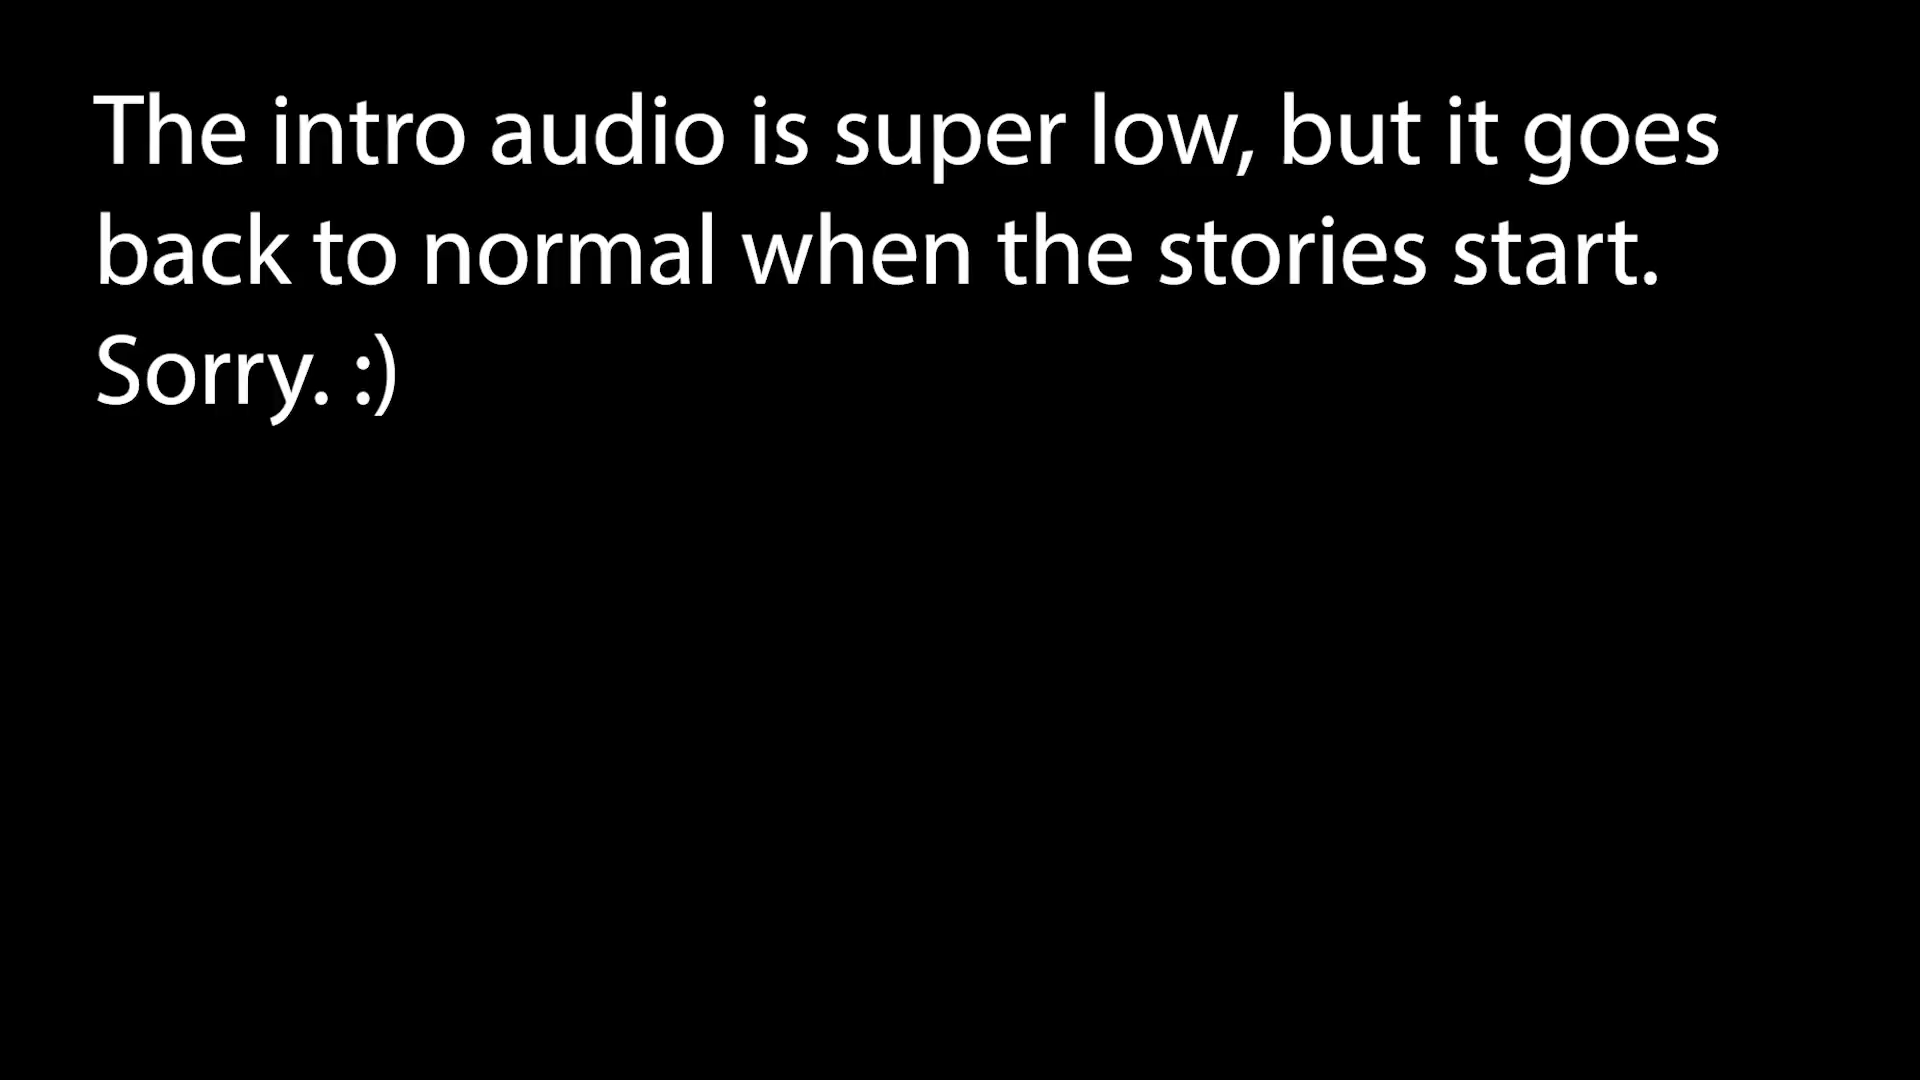 The intro audio is super low, but it goes
back to normal when the stories start.
Sorry. :)